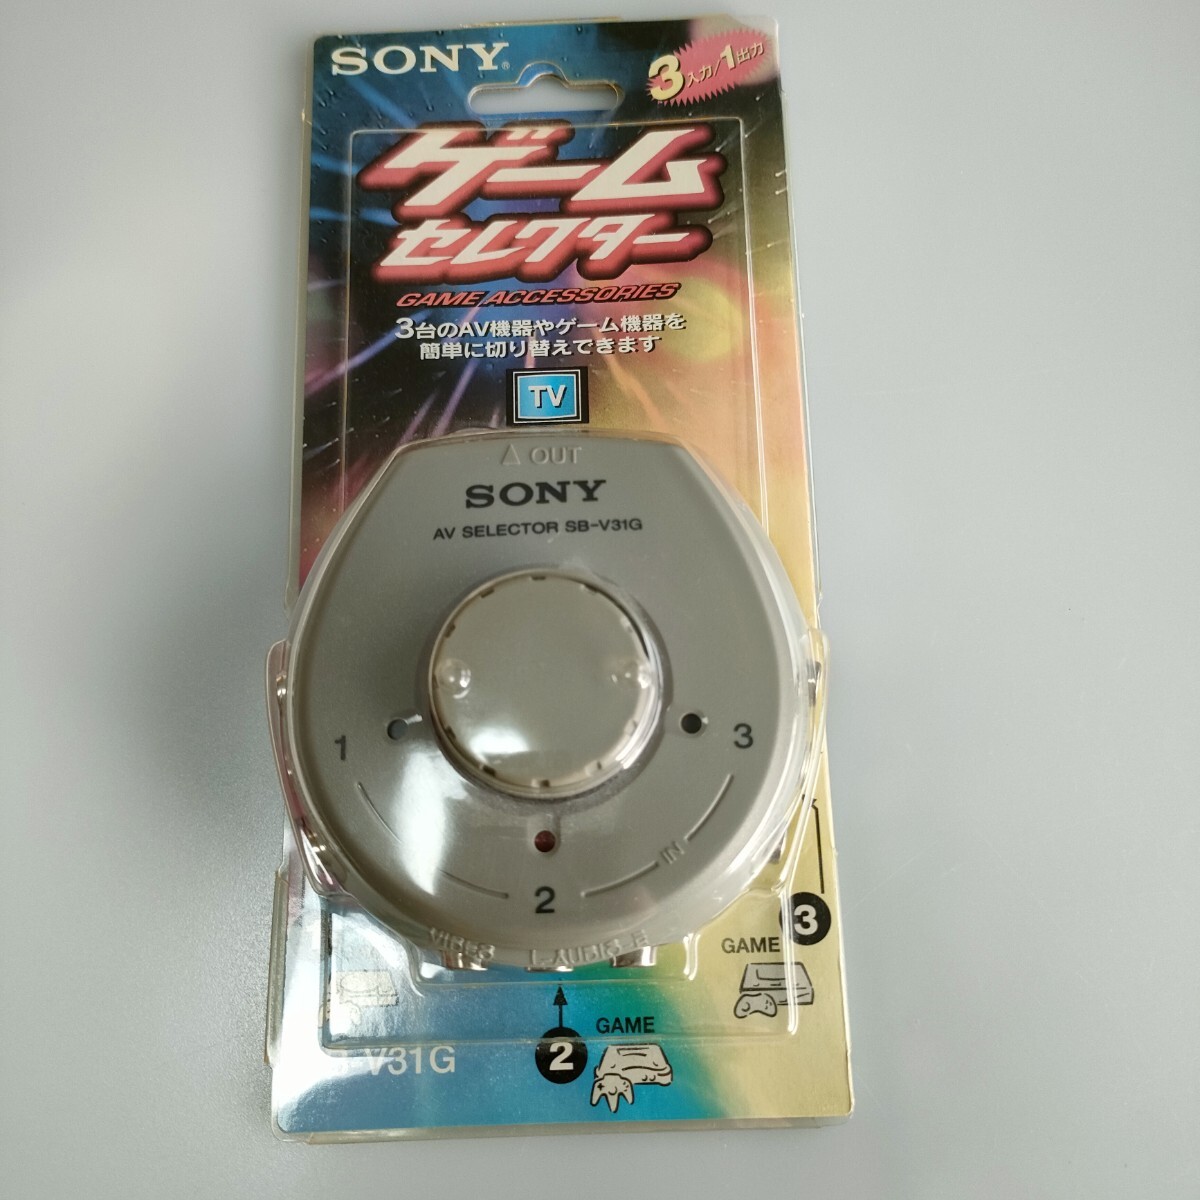 SONY®
3入力/1出力
ゲーム
セレクター
GAME ACCESSORIES
3台のAV機器やゲーム機器を
簡単に切り替えできます
TV
△ OUT
SONY
AV SELECTOR SB-V31G
1
3
IN
2
VIDEO
L-AUDIO-R
3
GAME
GAME
2
-V31G